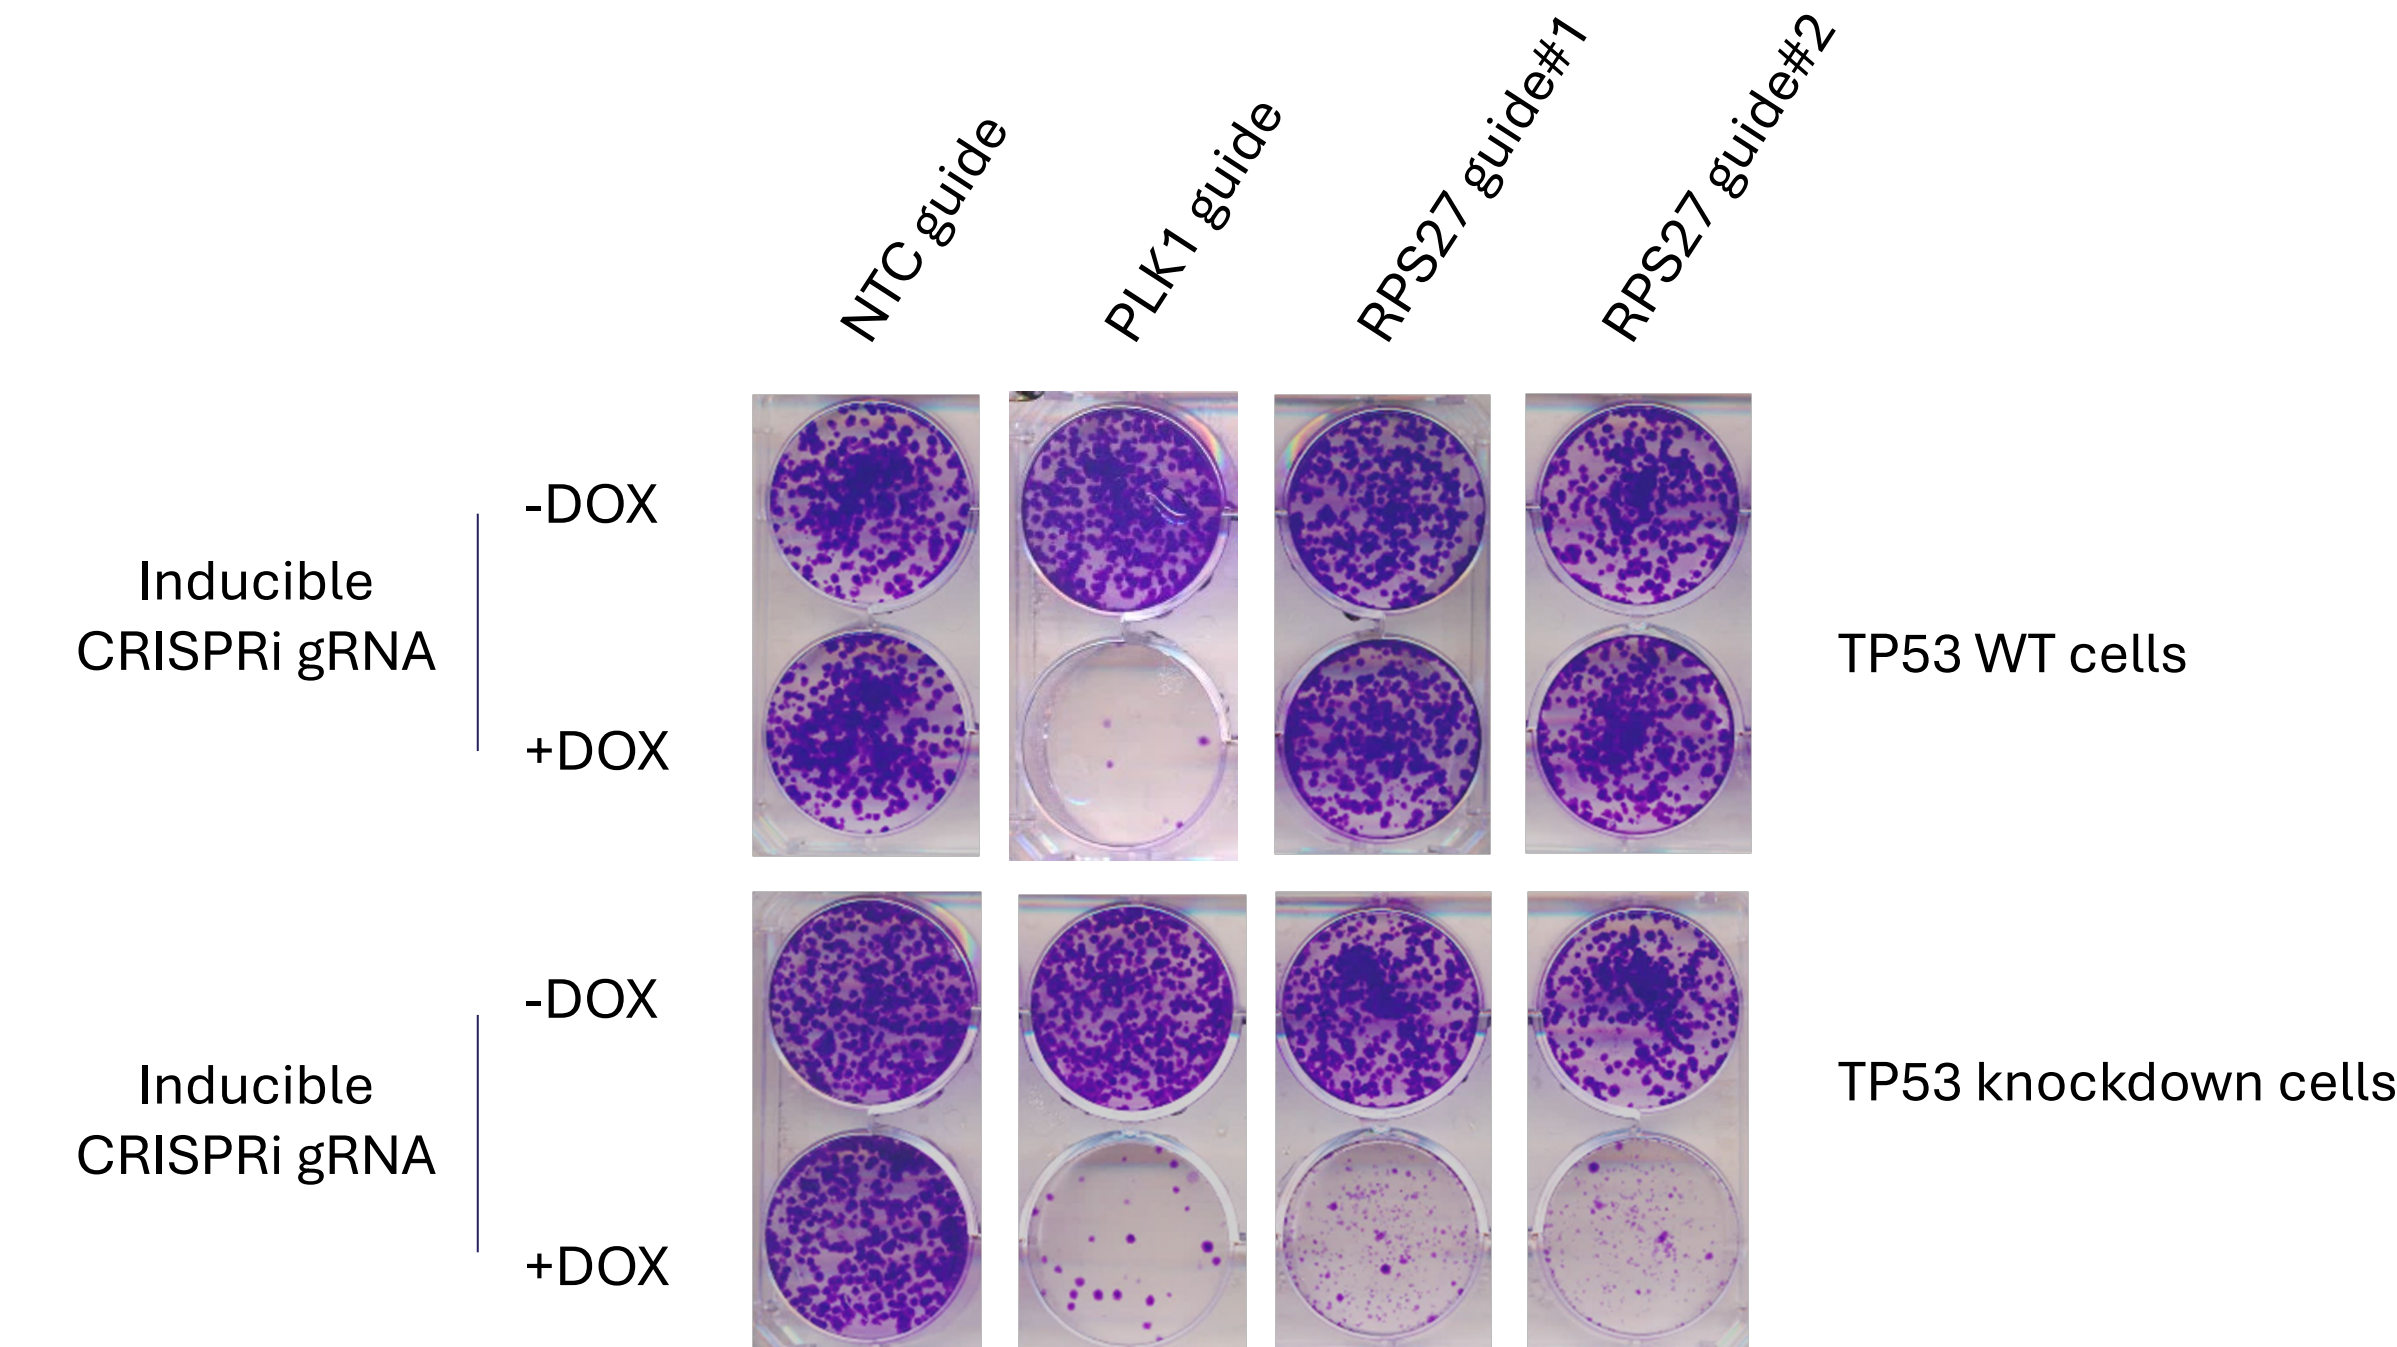 NTC guide
PLK1 guide
RPS27 guide#1
RPS27 guide#2
-DOX
Inducible
CRISPRi gRNA
+DOX
TP53 WT cells
-DOX
Inducible
CRISPRi gRNA
+DOX
TP53 knockdown cells